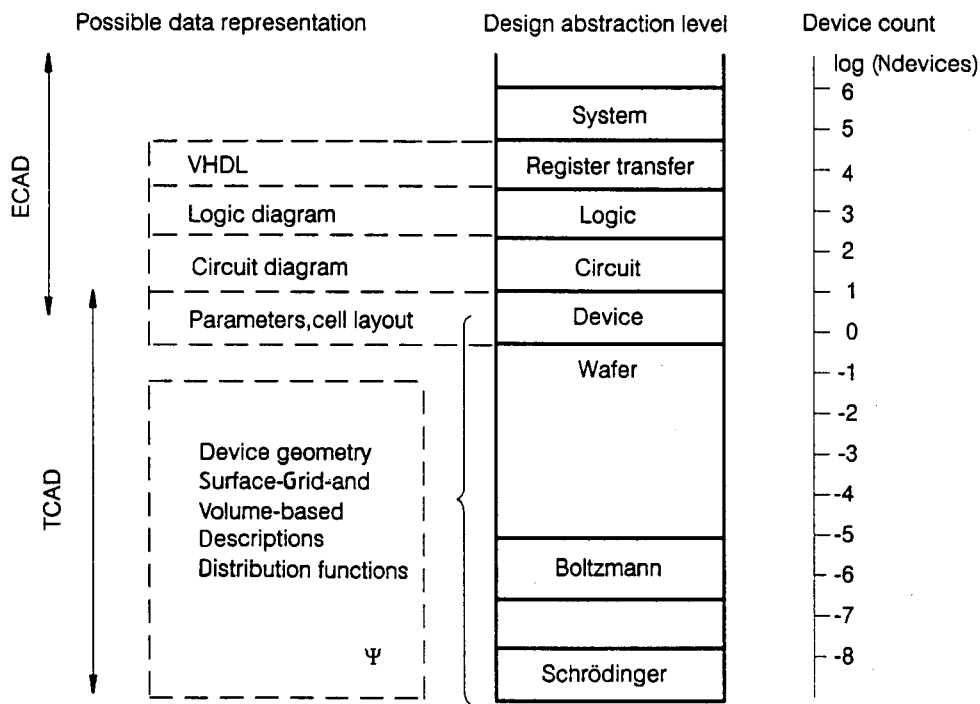 Possible data representation
Design abstraction level
Device count
log (Ndevices)
ECAD
TCAD
VHDL
Logic diagram
Circuit diagram
Parameters,cell layout
Device geometry
Surface-Grid-and
Volume-based
Descriptions
Distribution functions
Ψ
System
Register transfer
Logic
Circuit
Device
Wafer
Boltzmann
Schrödinger
6
5
4
3
2
1
0
-1
-2
-3
-4
-5
-6
-7
-8